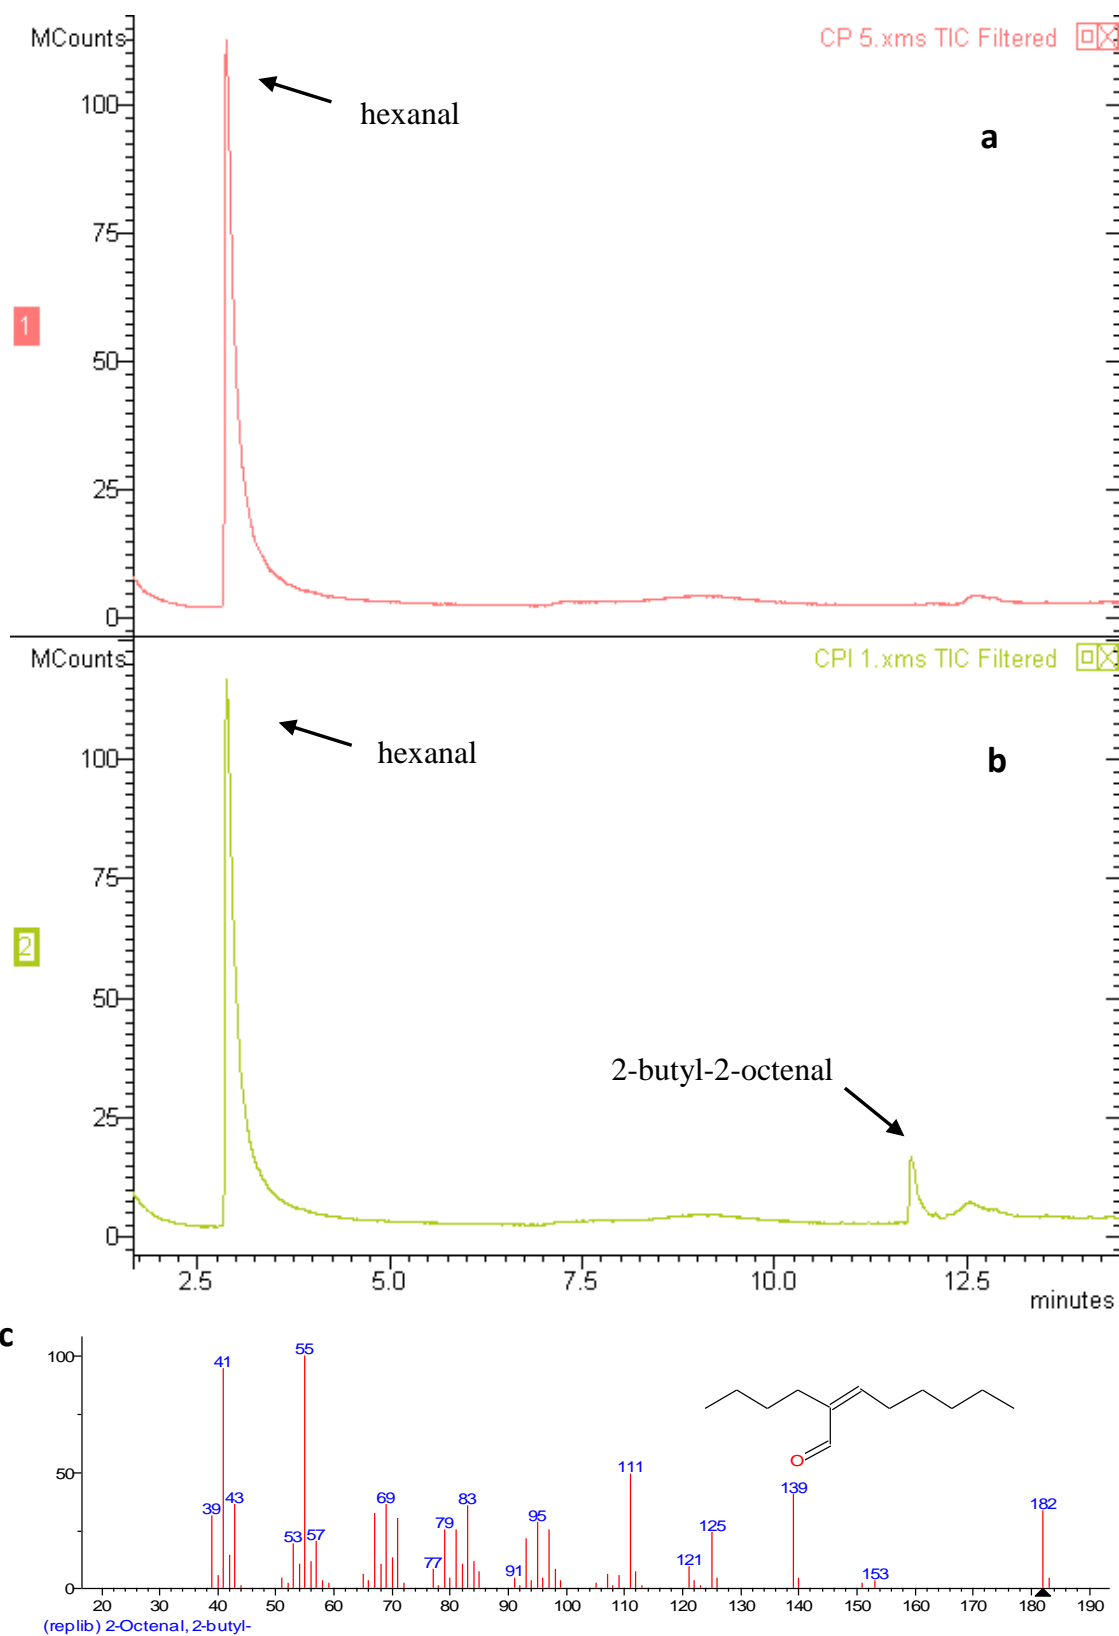 MCounts
CP 5.xms TIC Filtered
hexanal
a
100
75
50
25
0
1
MCounts
CPI 1.xms TIC Filtered
hexanal
b
100
75
50
25
0
2
2-butyl-2-octenal
2.5 5.0 7.5 10.0 12.5
minutes
c
100
50
0
39 41 43 53 55 57 69 77 79 83 91 95 111 121 125 139 153 182
O
20 30 40 50 60 70 80 90 100 110 120 130 140 150 160 170 180 190
(replib) 2-Octenal, 2-butyl-